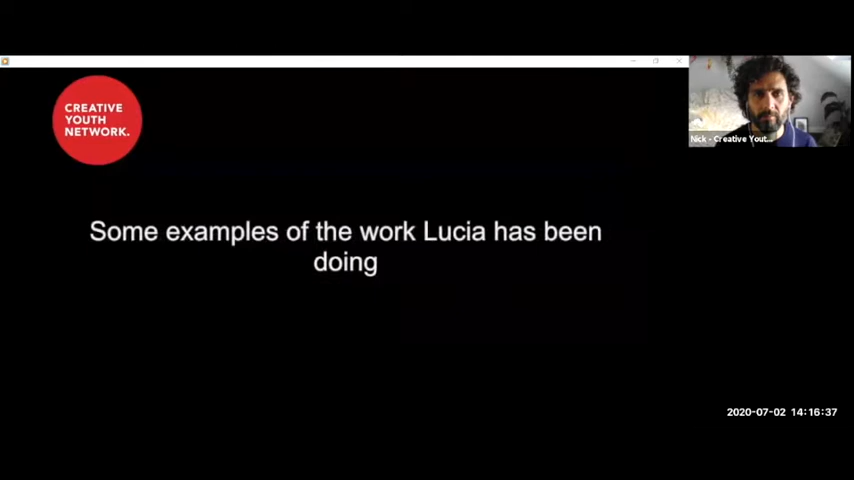 CREATIVE
YOUTH
NETWORK.
Nick - Creative Yout...
Some examples of the work Lucia has been
doing
2020-07-02 14:16:37